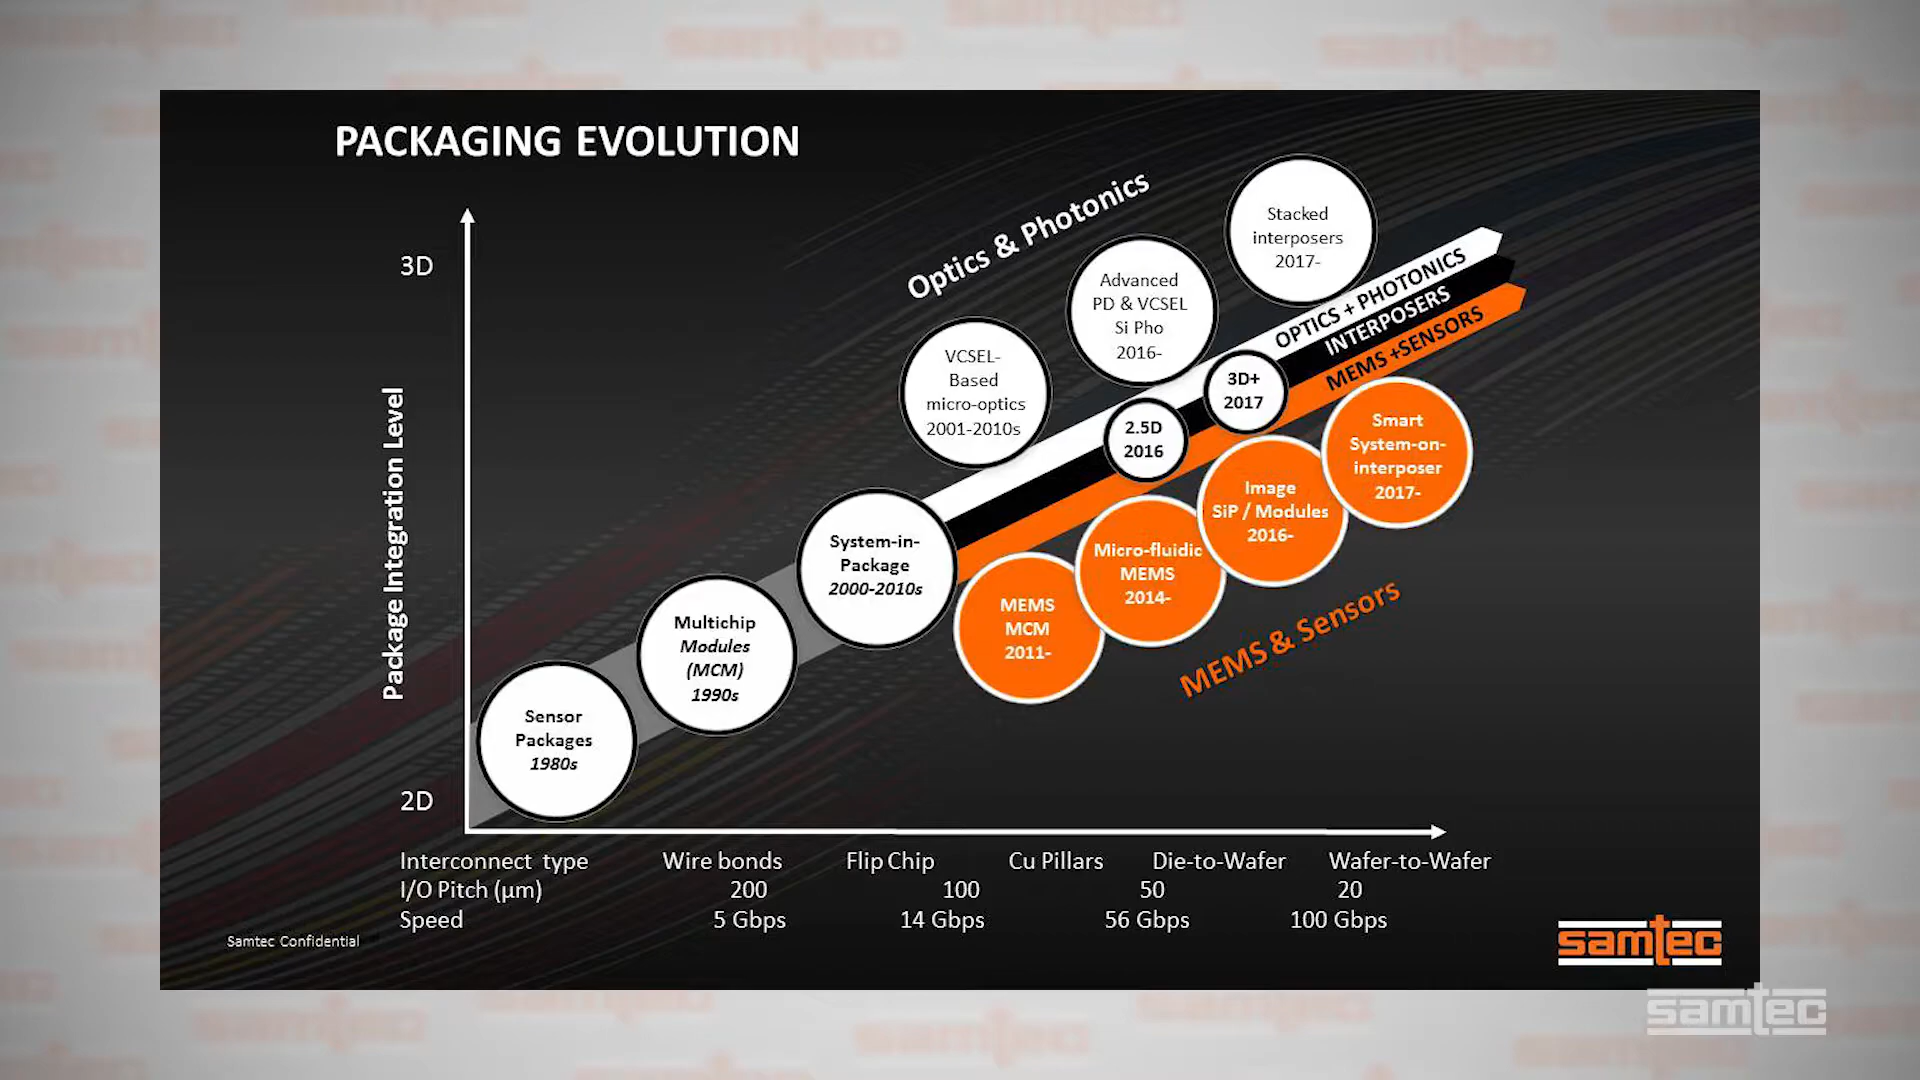 PACKAGING EVOLUTION
Optics & Photonics
Stacked
interposers
2017-
Advanced
PD & VCSEL
Si Pho
2016-
VCSEL-
Based
micro-optics
2001-2010s
OPTICS + PHOTONICS
INTERPOSERS
MEMS +SENSORS
3D+
2017
2.5D
2016
Smart
System-on-
interposer
2017-
Image
SiP / Modules
2016-
Micro-fluidic
MEMS
2014-
MEMS
MCM
2011-
MEMS & Sensors
System-in-
Package
2000-2010s
Multichip
Modules
(MCM)
1990s
Sensor
Packages
1980s
3D
Package Integration Level
2D
Interconnect type Wire bonds Flip Chip Cu Pillars Die-to-Wafer Wafer-to-Wafer
I/O Pitch (µm) 200 100 50 20
Speed 5 Gbps 14 Gbps 56 Gbps 100 Gbps
Samtec Confidential
samtec
samtec